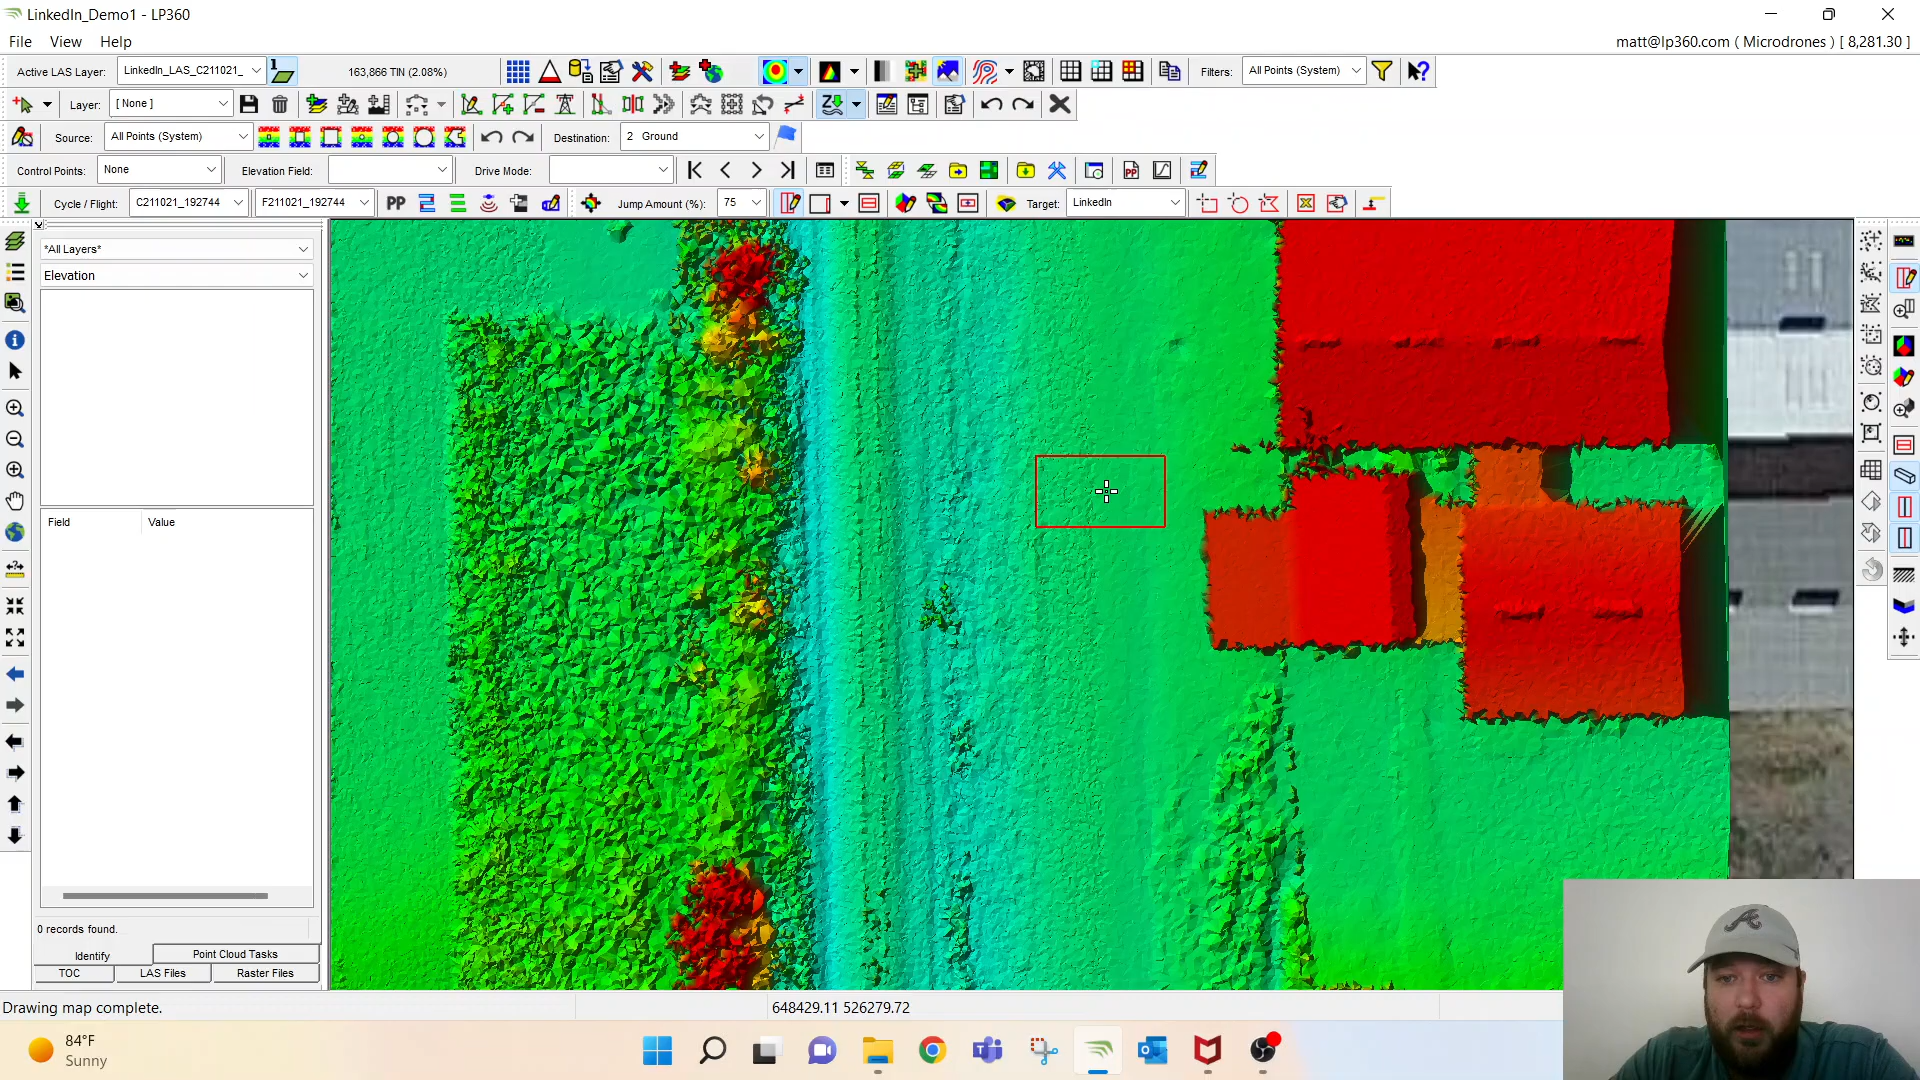 LinkedIn_Demo1 - LP360
File View Help
matt@lp360.com ( Microdrones ) [ 8,281.30 ]
Active LAS Layer: LinkedIn_LAS_C211021_ 163,866 TIN (2.08%) Filters: All Points (System)
Layer: [ None ]
Source: All Points (System) Destination: 2 Ground
Control Points: None Elevation Field: Drive Mode:
Cycle / Flight: C211021_192744 F211021_192744 PP Jump Amount (%): 75 Target: LinkedIn
*All Layers*
Elevation
Field Value
0 records found.
Identify Point Cloud Tasks
TOC LAS Files Raster Files
Drawing map complete. 648429.11 526279.72
84°F
Sunny